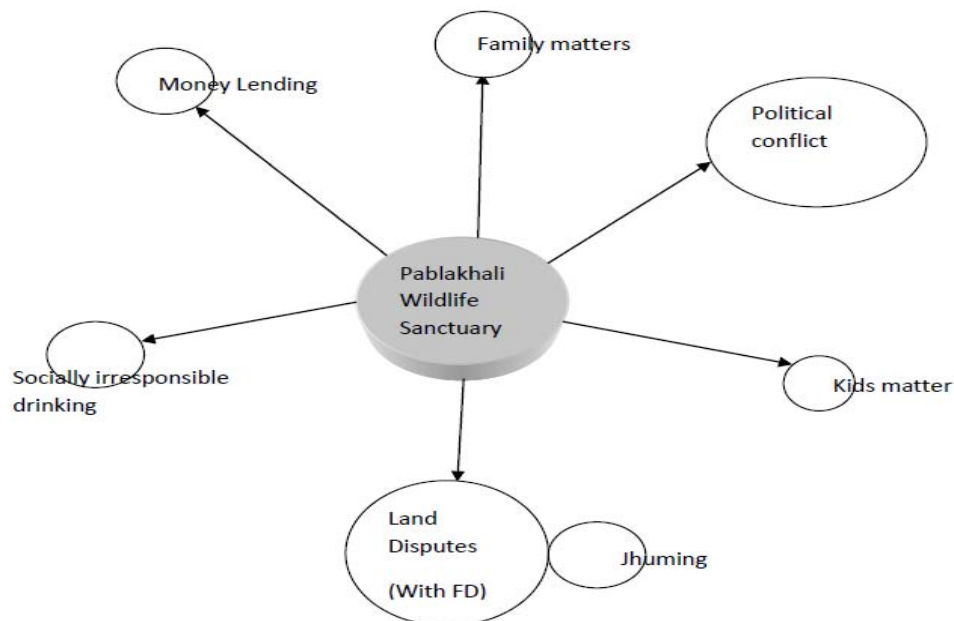 Family matters
Money Lending
Political
conflict
Pablakhali
Wildlife
Sanctuary
Socially irresponsible
drinking
Kids matter
Land
Disputes
(With FD)
Jhuming